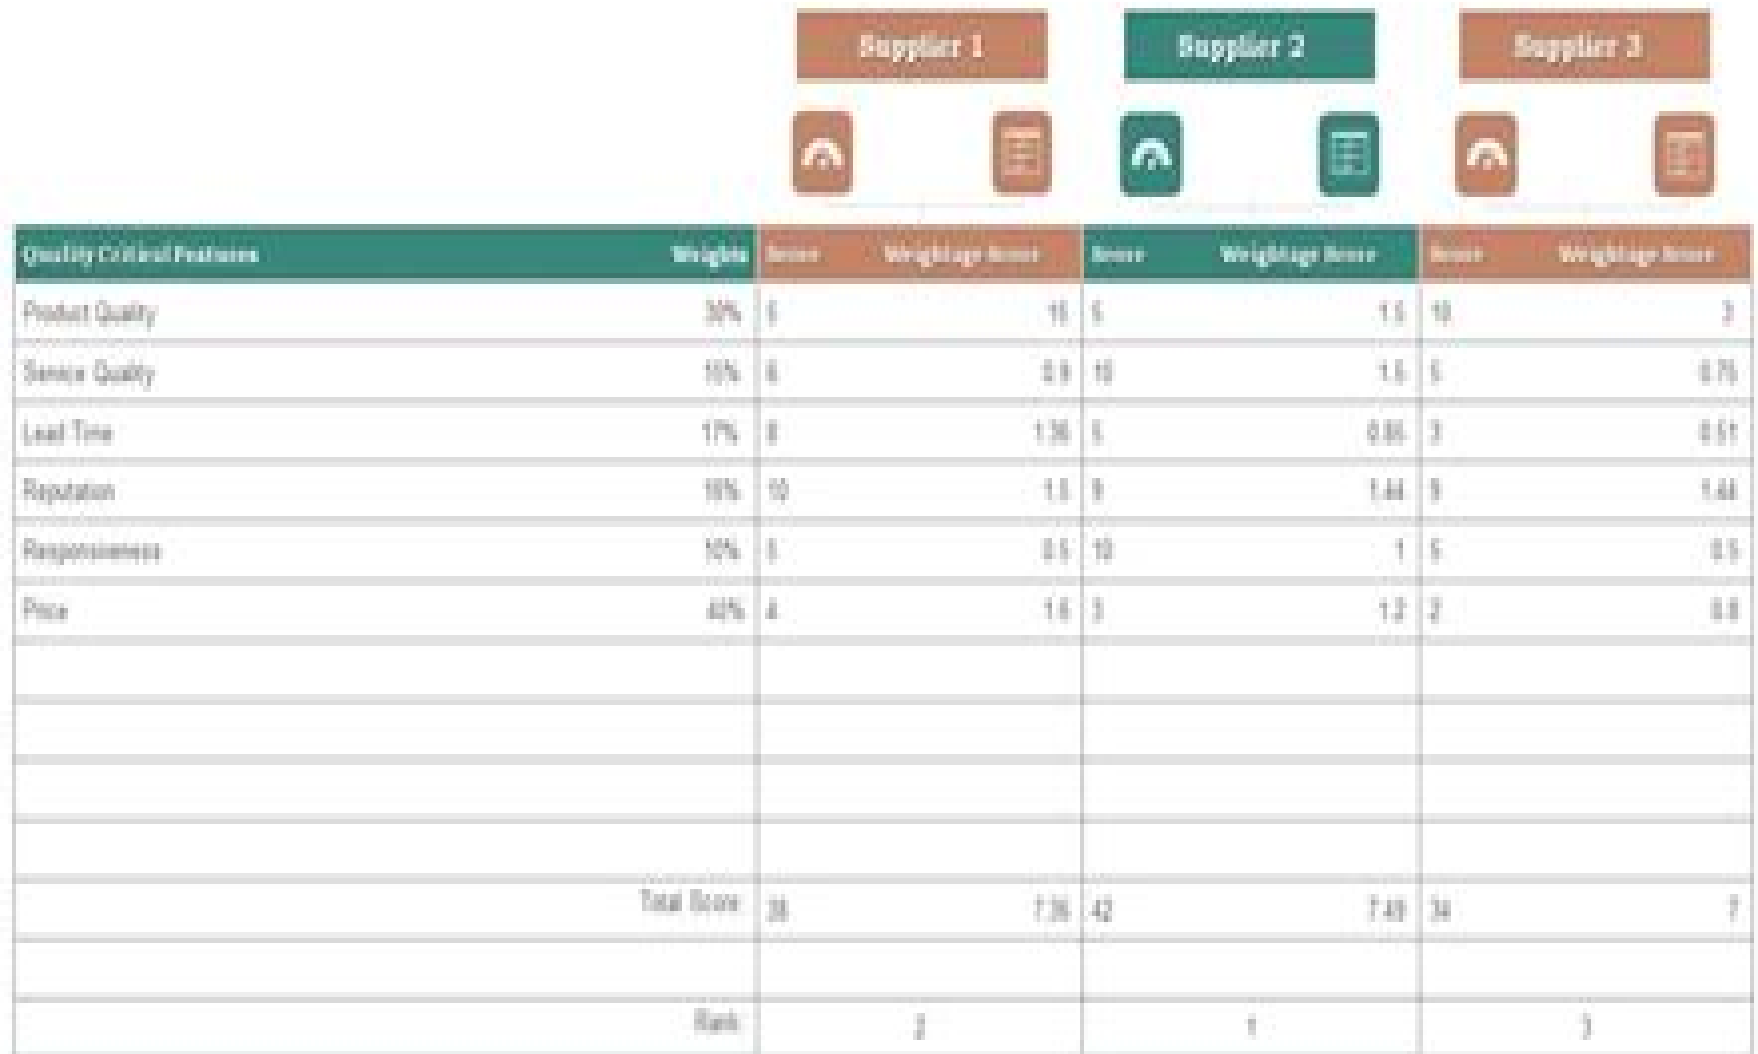 Supplier 1 Supplier 2 Supplier 3
Quality Critical Features Weights Score Weightage Score Score Weightage Score Score Weightage Score
Product Quality 30% 5 15 5 1.5 10 3
Service Quality 15% 6 0.9 10 1.5 5 0.75
Lead Time 17% 8 1.36 5 0.85 3 0.51
Reputation 10 1.5 9 1.44 9 1.44
Responsiveness 10% 5 0.5 10 1 5 0.5
Price 40% 4 1.6 3 1.2 2 0.8
Total Score 38 7.36 42 7.49 34 7
Rank 2 1 3